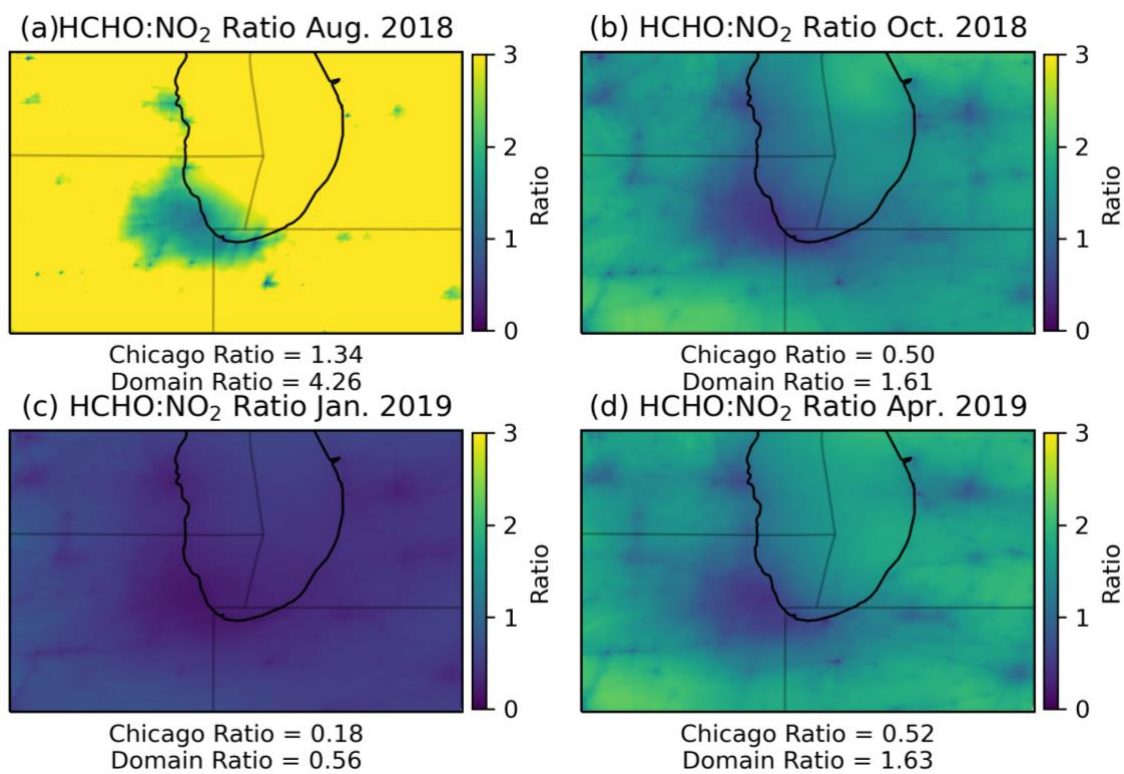 (a)HCHO:NO₂ Ratio Aug. 2018
3
2
1
0
Ratio
Chicago Ratio = 1.34
Domain Ratio = 4.26
(b) HCHO:NO₂ Ratio Oct. 2018
3
2
1
0
Ratio
Chicago Ratio = 0.50
Domain Ratio = 1.61
(c) HCHO:NO₂ Ratio Jan. 2019
3
2
1
0
Ratio
Chicago Ratio = 0.18
Domain Ratio = 0.56
(d) HCHO:NO₂ Ratio Apr. 2019
3
2
1
0
Ratio
Chicago Ratio = 0.52
Domain Ratio = 1.63